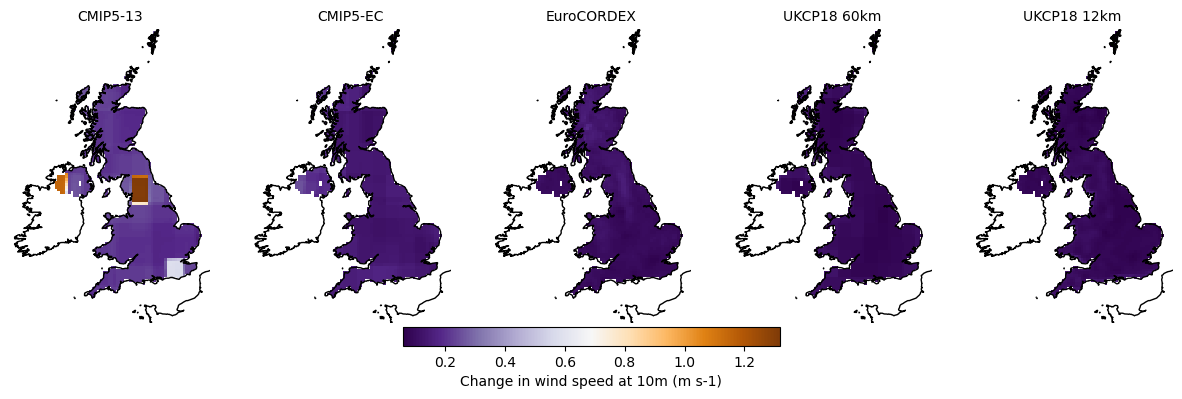 CMIP5-13 CMIP5-EC EuroCORDEX UKCP18 60km UKCP18 12km
0.2 0.4 0.6 0.8 1.0 1.2
Change in wind speed at 10m (m s-1)